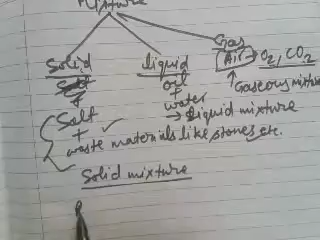 Mixture
Solid
Salt
+
waste materials like stones etc.
Solid mixture
liquid
oil
+
water
→ liquid mixture
Gas
Air → O2, CO2
Gaseous mixture